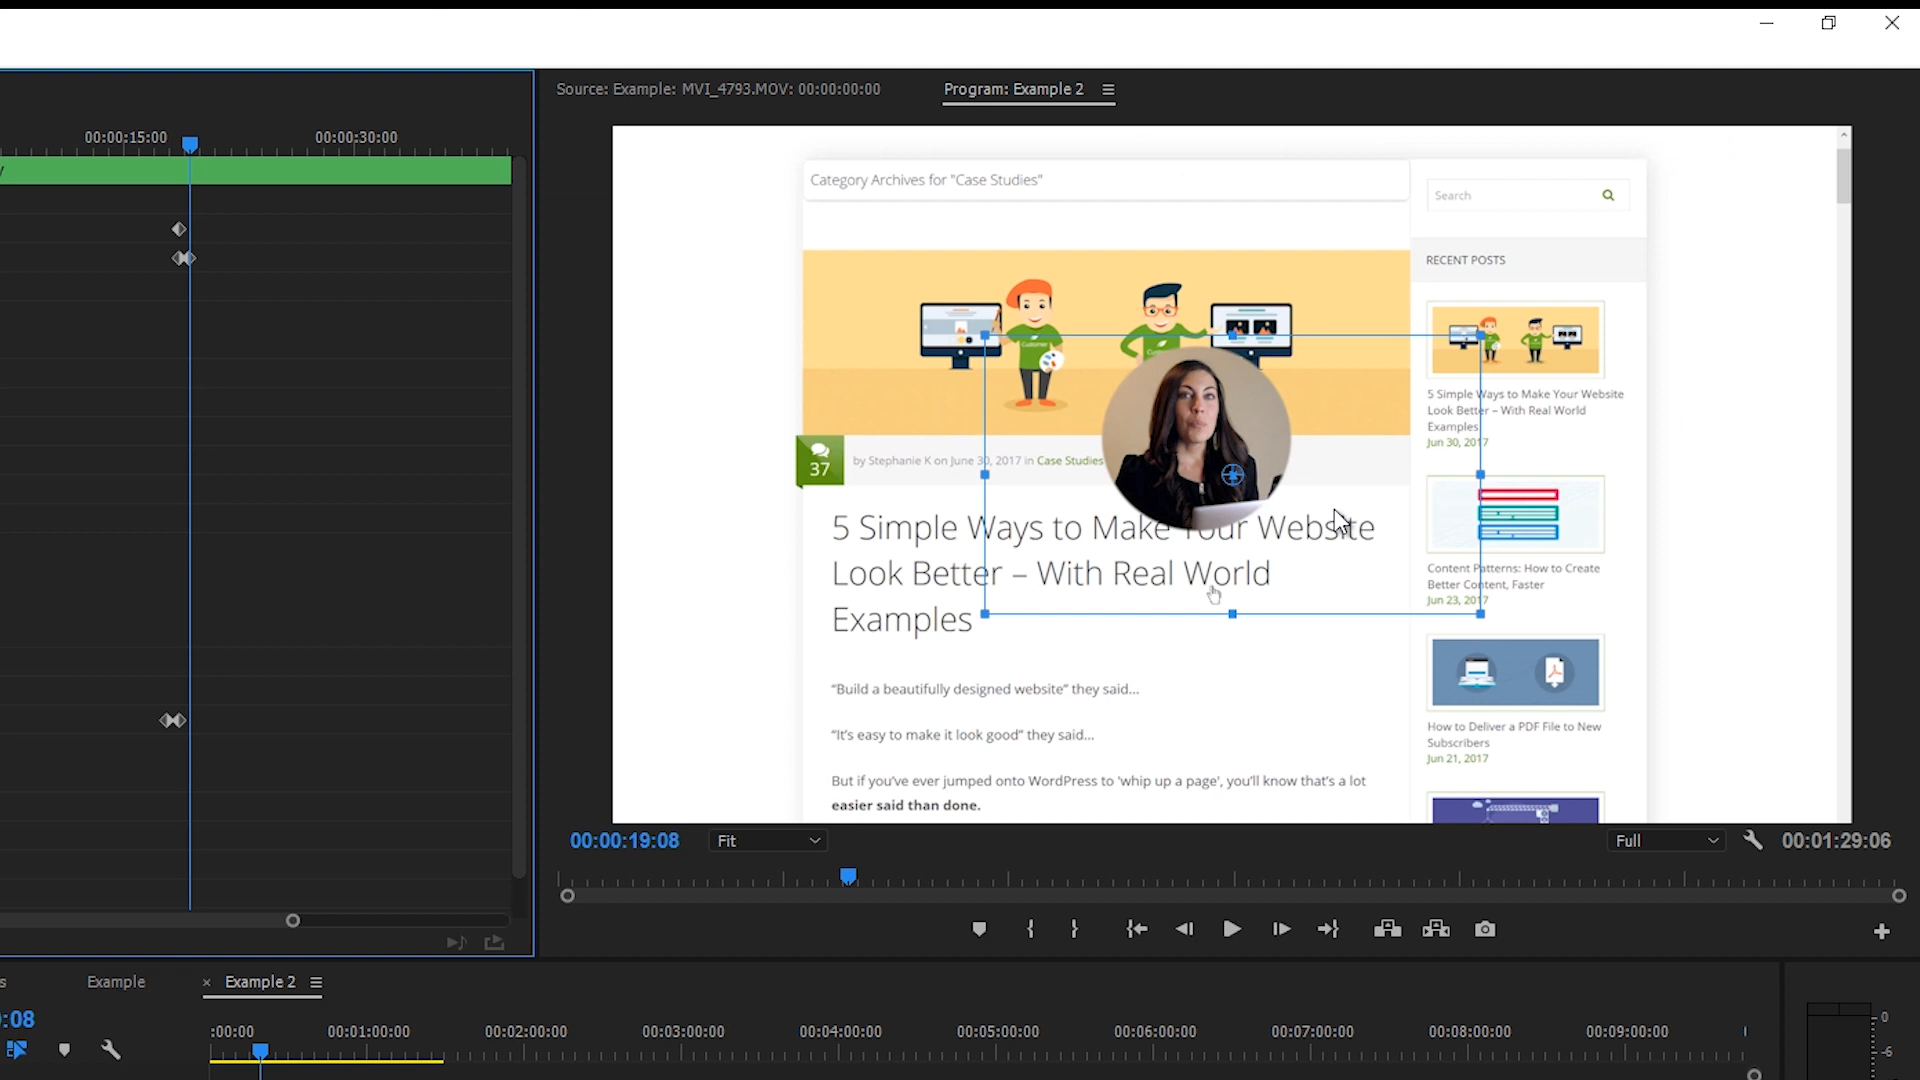 Source: Example: MVI_4793.MOV: 00:00:00:00
Program: Example 2
00:00:15:00
00:00:30:00
Category Archives for "Case Studies"
Search
RECENT POSTS
Customer
5 Simple Ways to Make Your Website
Look Better – With Real World
Examples
Jun 30, 2017
37
by Stephanie K on June 30, 2017 in Case Studies
5 Simple Ways to Make Your Website
Look Better – With Real World
Examples
Content Patterns: How to Create
Better Content, Faster
Jun 23, 2017
“Build a beautifully designed website” they said...
“It's easy to make it look good” they said...
But if you've ever jumped onto WordPress to 'whip up a page', you'll know that's a lot
easier said than done.
How to Deliver a PDF File to New
Subscribers
Jun 21, 2017
00:00:19:08
Fit
Full
00:01:29:06
s
Example
× Example 2
:08
:00:00
00:01:00:00
00:02:00:00
00:03:00:00
00:04:00:00
00:05:00:00
00:06:00:00
00:07:00:00
00:08:00:00
00:09:00:00
0
-6